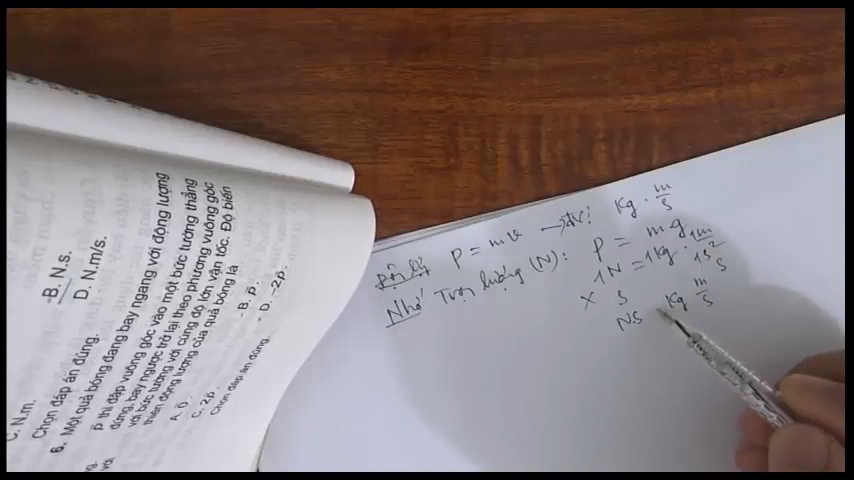 B. N.s.
C. N.m.
D. N.m/s.
Chọn đáp án đúng.
6. Một quả bóng đang bay ngang với động lượng
p thì đập vuông góc vào một bức tường thẳng
đứng, bay ngược trở lại theo phương vuông góc
với bức tường với cùng độ lớn vận tốc. Độ biến
thiên động lượng của quả bóng là
A. 0.
B. p.
C. 2p.
D. -2p.
Chọn đáp án đúng.
P = mv → ĐV? Kg . m/s
Nhớ Trọng lượng (N): P = mg
1N = 1kg . 1m/1s²
× s s
NS Kg m/s